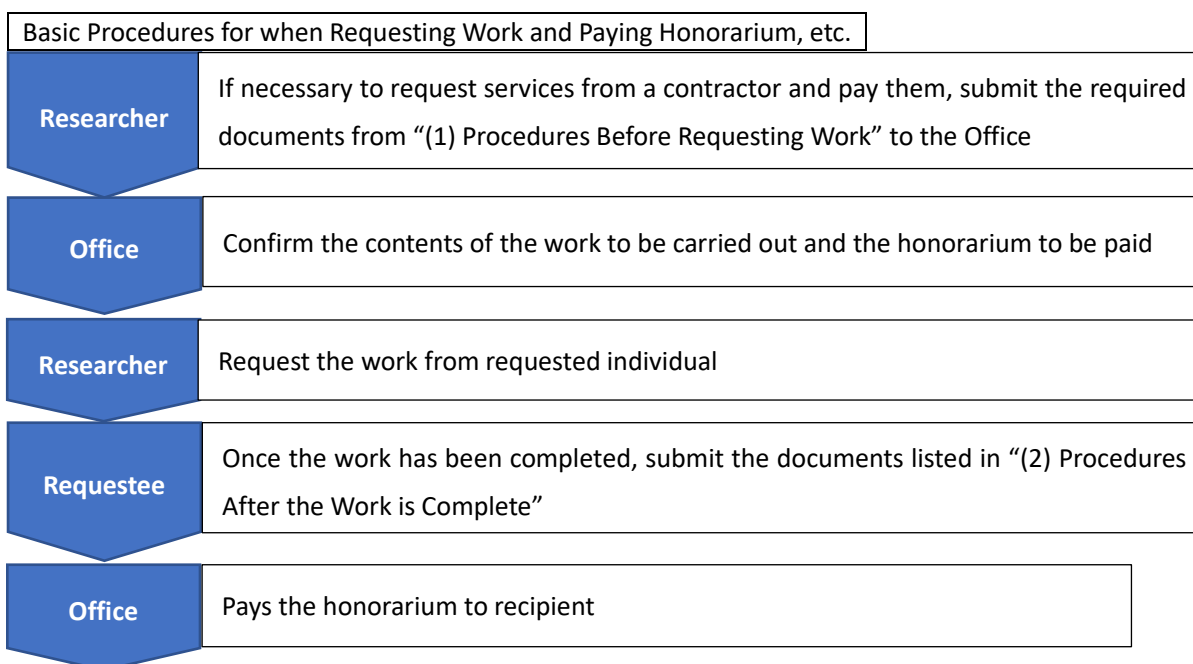 Basic Procedures for when Requesting Work and Paying Honorarium, etc.
Researcher
If necessary to request services from a contractor and pay them, submit the required
documents from “(1) Procedures Before Requesting Work” to the Office
Office
Confirm the contents of the work to be carried out and the honorarium to be paid
Researcher
Request the work from requested individual
Requestee
Once the work has been completed, submit the documents listed in “(2) Procedures
After the Work is Complete”
Office
Pays the honorarium to recipient